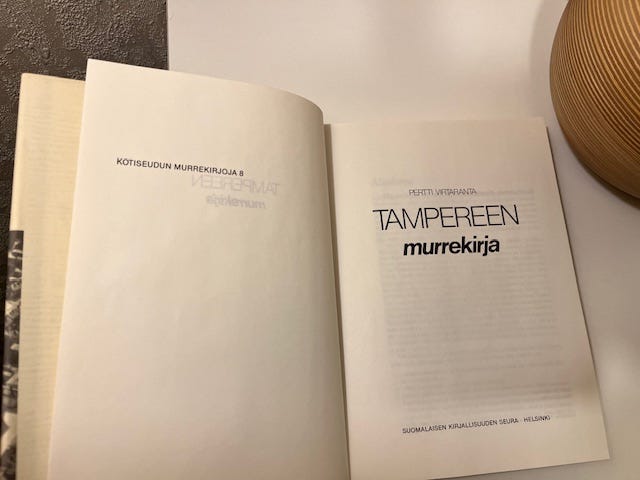 KOTISEUDUN MURREKIRJOJA 8
PERTTI VIRTARANTA
TAMPEREEN
murrekirja
SUOMALAISEN KIRJALLISUUDEN SEURA · HELSINKI